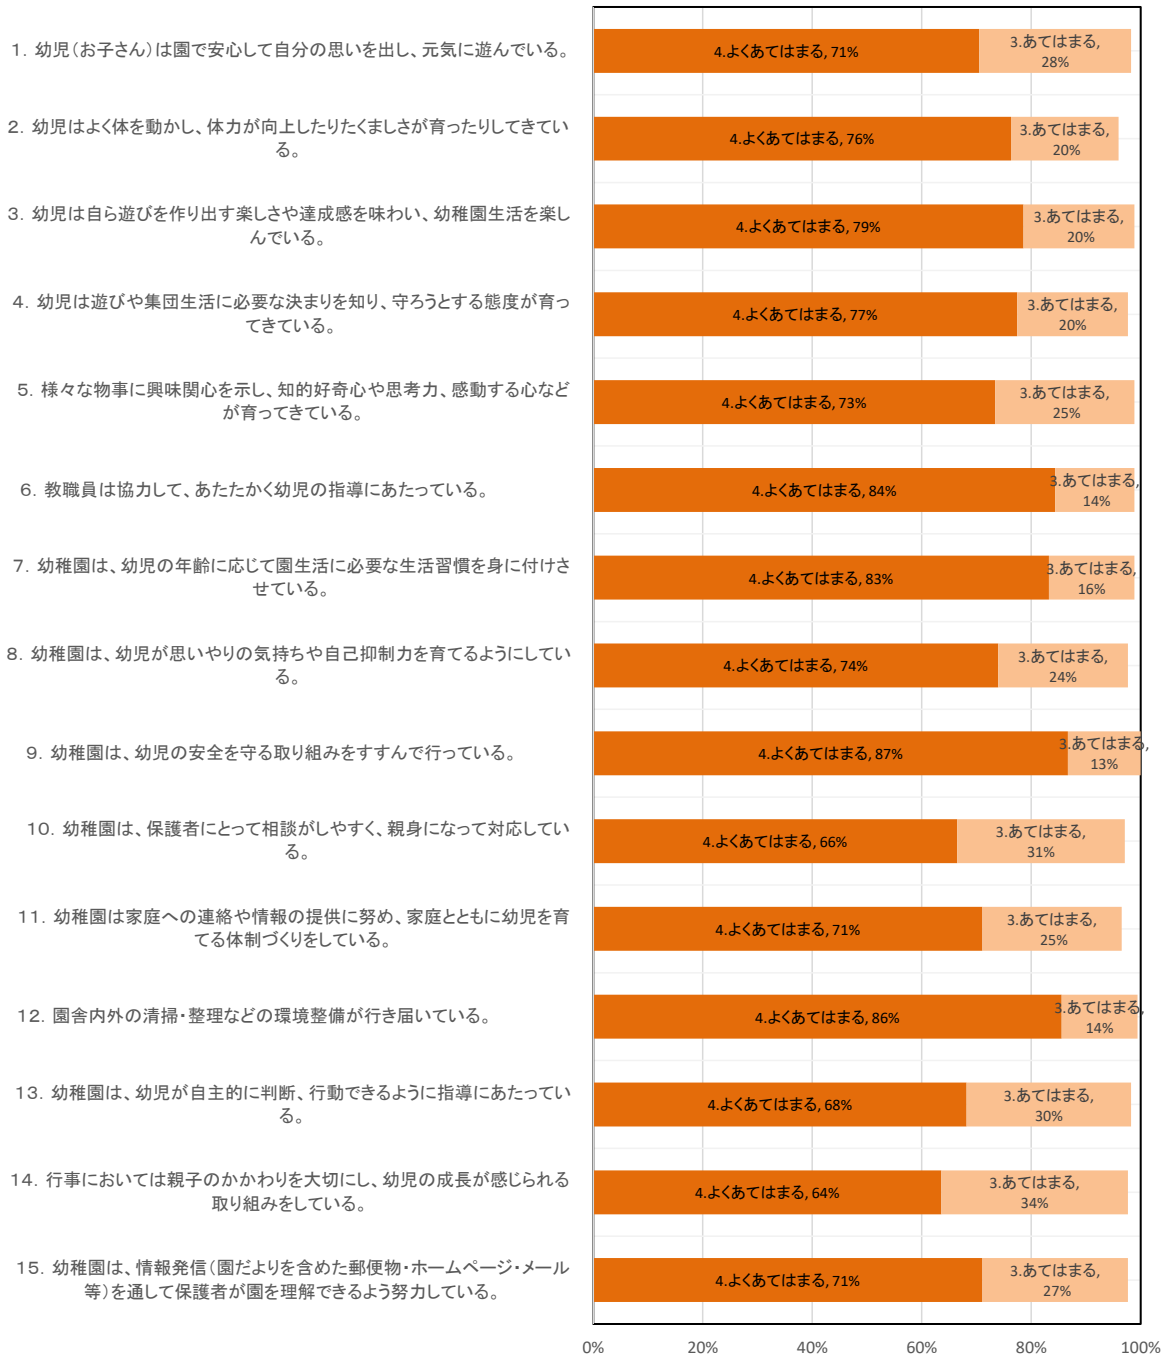 1. 幼児(お子さん)は園で安心して自分の思いを出し、元気に遊んでいる。
4.よくあてはまる, 71%
3.あてはまる,
28%
2. 幼児はよく体を動かし、体力が向上したりたくましさが育ったりしてきてい
る。
4.よくあてはまる, 76%
3.あてはまる,
20%
3. 幼児は自ら遊びを作り出す楽しさや達成感を味わい、幼稚園生活を楽し
んでいる。
4.よくあてはまる, 79%
3.あてはまる,
20%
4. 幼児は遊びや集団生活に必要な決まりを知り、守ろうとする態度が育っ
てきている。
4.よくあてはまる, 77%
3.あてはまる,
20%
5. 様々な物事に興味関心を示し、知的好奇心や思考力、感動する心など
が育ってきている。
4.よくあてはまる, 73%
3.あてはまる,
25%
6. 教職員は協力して、あたたかく幼児の指導にあたっている。
4.よくあてはまる, 84%
3.あてはまる,
14%
7. 幼稚園は、幼児の年齢に応じて園生活に必要な生活習慣を身に付けさ
せている。
4.よくあてはまる, 83%
3.あてはまる,
16%
8. 幼稚園は、幼児が思いやりの気持ちや自己抑制力を育てるようにしてい
る。
4.よくあてはまる, 74%
3.あてはまる,
24%
9. 幼稚園は、幼児の安全を守る取り組みをすすんで行っている。
4.よくあてはまる, 87%
3.あてはまる,
13%
10. 幼稚園は、保護者にとって相談がしやすく、親身になって対応してい
る。
4.よくあてはまる, 66%
3.あてはまる,
31%
11. 幼稚園は家庭への連絡や情報の提供に努め、家庭とともに幼児を育
てる体制づくりをしている。
4.よくあてはまる, 71%
3.あてはまる,
25%
12. 園舎内外の清掃・整理などの環境整備が行き届いている。
4.よくあてはまる, 86%
3.あてはまる,
14%
13. 幼稚園は、幼児が自主的に判断、行動できるように指導にあたってい
る。
4.よくあてはまる, 68%
3.あてはまる,
30%
14. 行事においては親子のかかわりを大切にし、幼児の成長が感じられる
取り組みをしている。
4.よくあてはまる, 64%
3.あてはまる,
34%
15. 幼稚園は、情報発信(園だよりを含めた郵便物・ホームページ・メール
等)を通して保護者が園を理解できるよう努力している。
4.よくあてはまる, 71%
3.あてはまる,
27%
0% 20% 40% 60% 80% 100%